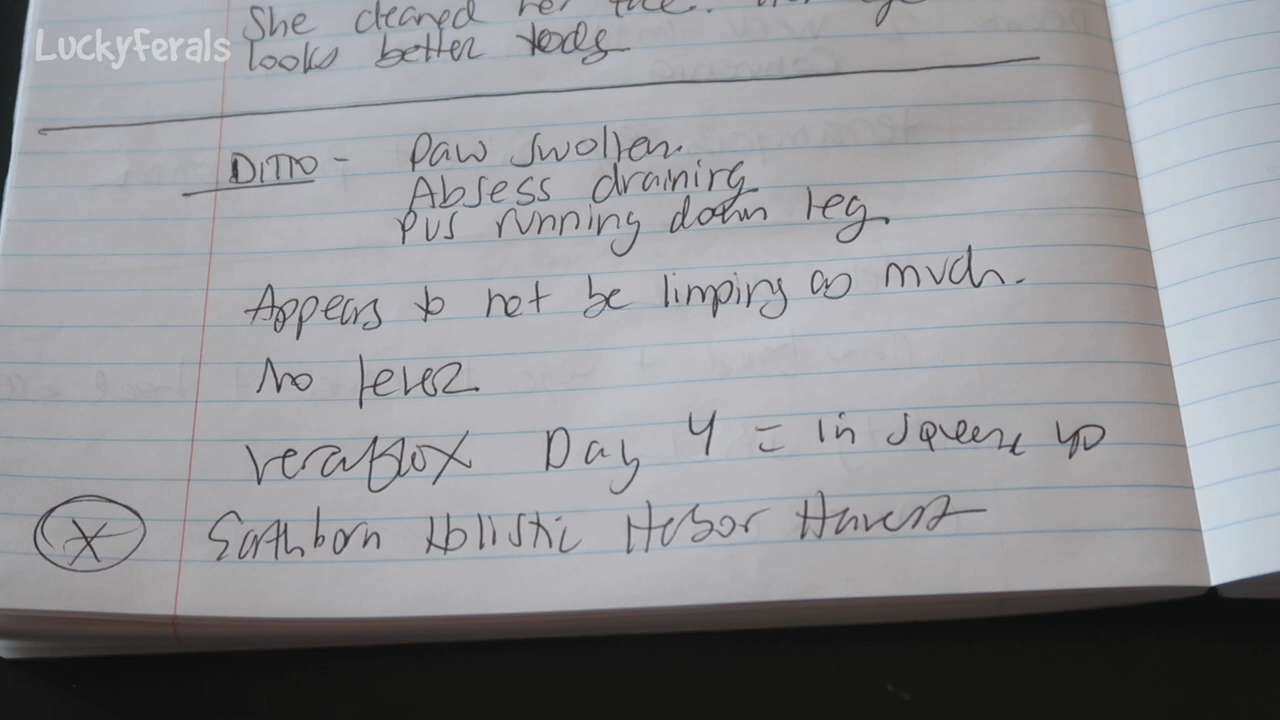 She cleaned her face.
LuckyFerals
looks better today
DITTO - Paw swollen.
Absess draining
Pus running down leg.
Appears to not be limping as much.
No fever.
Veraflox Day 4 = in squeeze up
X Earthborn Holistic Harbor Harvest